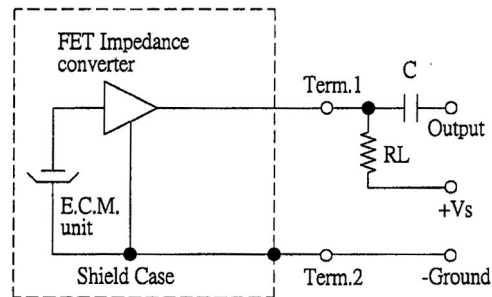 FET Impedance
converter
Term.1
C
Output
RL
+Vs
E.C.M.
unit
Shield Case
Term.2
-Ground